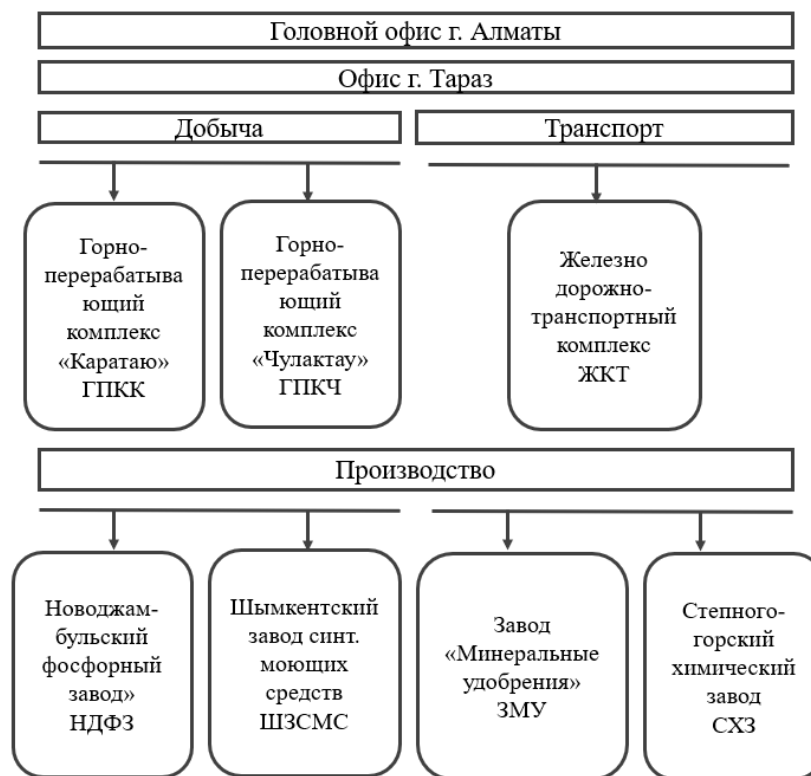 Головной офис г. Алматы
Офис г. Тараз
Добыча
Транспорт
Горно-
перерабатыва
ющий
комплекс
«Каратаю»
ГПКК
Горно-
перерабатыва
ющий
комплекс
«Чулактау»
ГПКЧ
Железно
дорожно-
транспортный
комплекс
ЖКТ
Производство
Новоджам-
бульский
фосфорный
завод»
НДФЗ
Шымкентский
завод синт.
моющих
средств
ШЗСМС
Завод
«Минеральные
удобрения»
ЗМУ
Степного-
горский
химический
завод
СХЗ